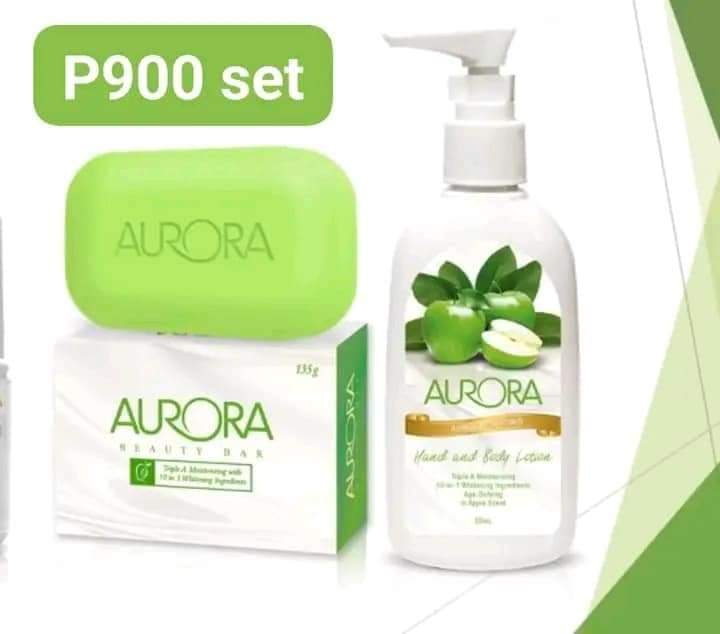 P900 set
AURORA
135g
AURORA
BEAUTY BAR
Triple A Moisturizing with
10 in 1 Whitening Ingredients
AURORA
AURORA
Hand and Body Lotion
Triple A Moisturizing
10-in-1 Whitening Ingredients
Age Defying
in Apple Scent